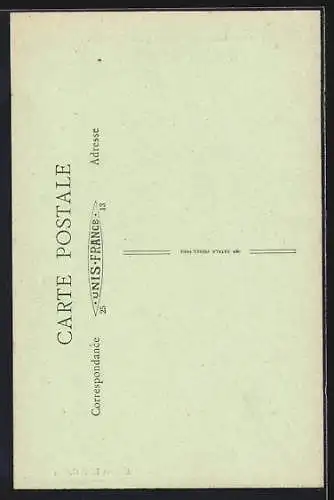 CARTE POSTALE
Correspondance
25 UNIS-FRANCE 13
Adresse